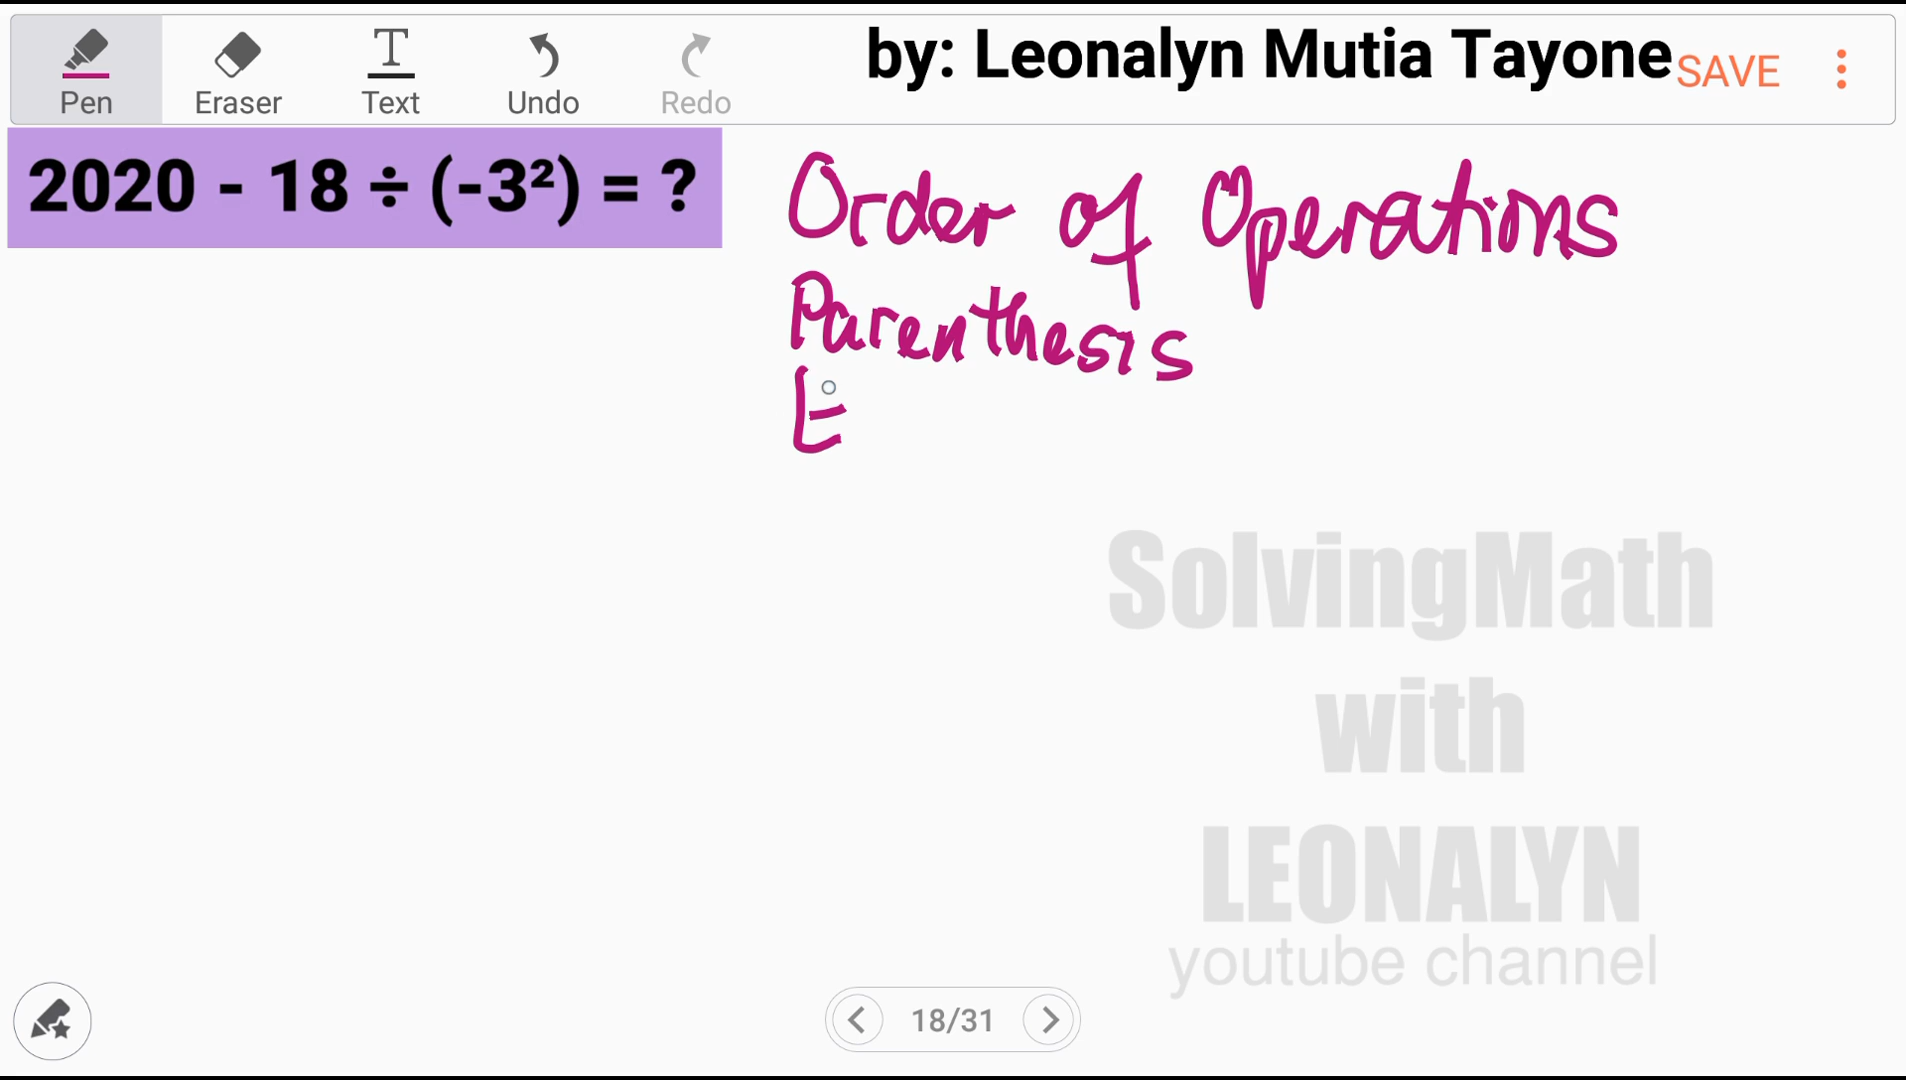 by: Leonalyn Mutia Tayone
SAVE
Pen
Eraser
Text
Undo
Redo
2020 - 18 ÷ (-3²) = ?
Order of Operations
Parenthesis
E
SolvingMath
with
LEONALYN
youtube channel
18/31